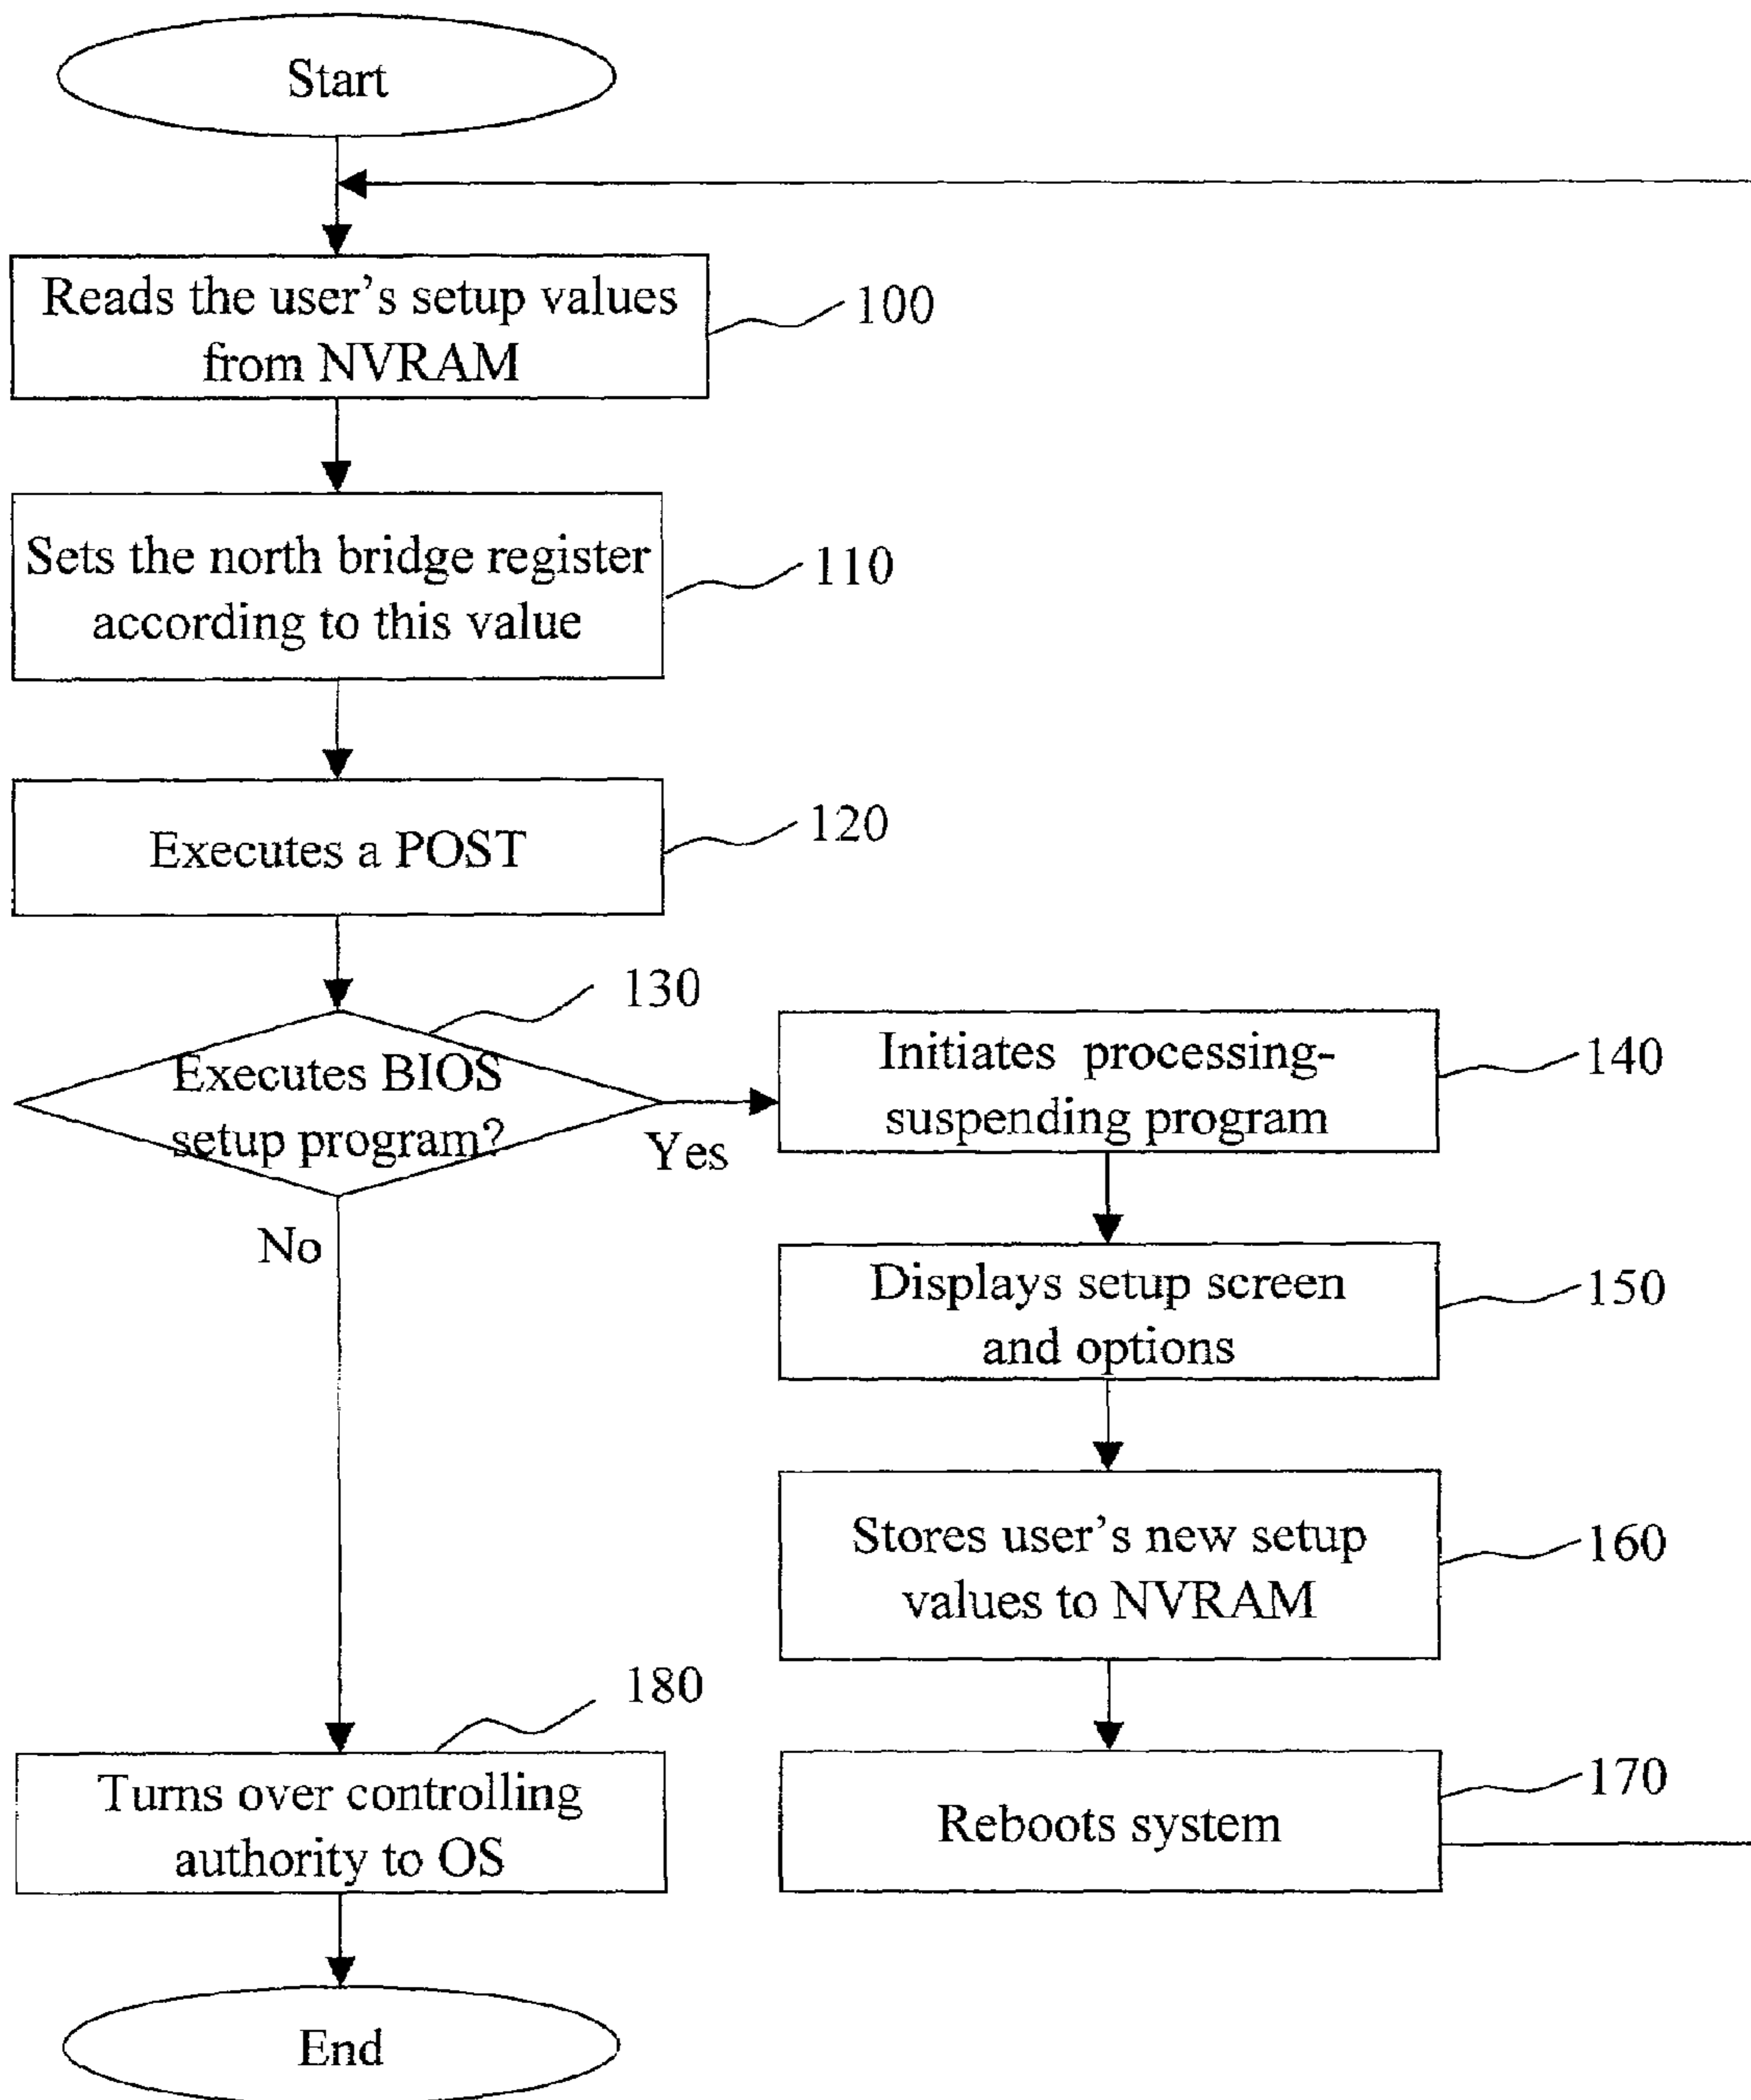 Start
Reads the user's setup values
from NVRAM
100
Sets the north bridge register
according to this value
110
Executes a POST
120
130
Executes BIOS
setup program?
Yes
No
Initiates processing-
suspending program
140
Displays setup screen
and options
150
Stores user's new setup
values to NVRAM
160
Reboots system
170
180
Turns over controlling
authority to OS
End